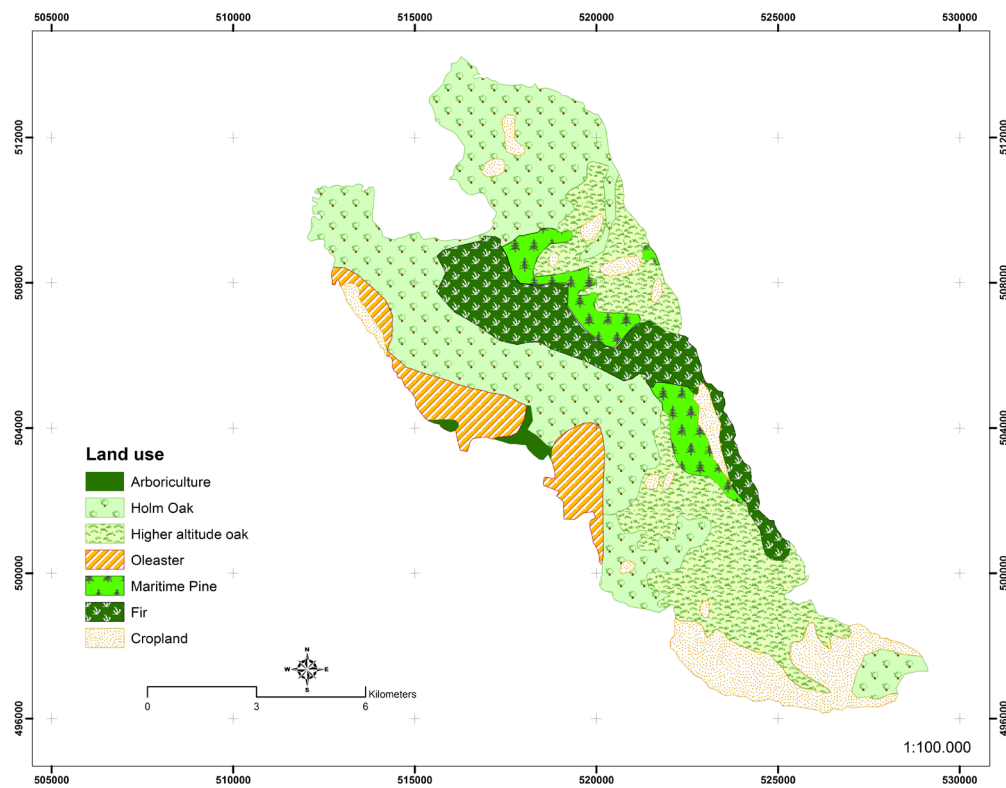 505000 510000 515000 520000 525000 530000
512000 512000
508000 508000
504000 504000
Land use
Arboriculture
Holm Oak
Higher altitude oak
Oleaster
500000 500000
Maritime Pine
Fir
Cropland
N
W E
S
Kilometers
0 3 6
496000 496000
1:100.000
505000 510000 515000 520000 525000 530000